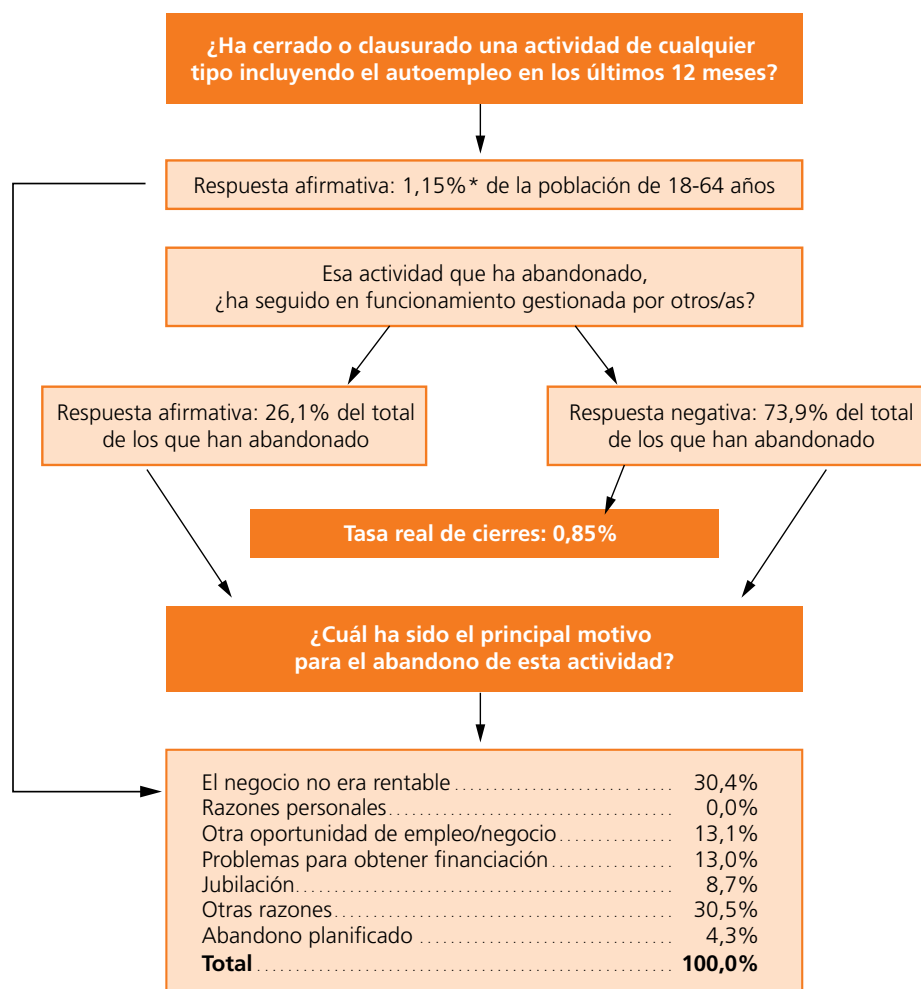 ¿Ha cerrado o clausurado una actividad de cualquier
tipo incluyendo el autoempleo en los últimos 12 meses?
Respuesta afirmativa: 1,15%* de la población de 18-64 años
Esa actividad que ha abandonado,
¿ha seguido en funcionamiento gestionada por otros/as?
Respuesta afirmativa: 26,1% del total
de los que han abandonado
Respuesta negativa: 73,9% del total
de los que han abandonado
Tasa real de cierres: 0,85%
¿Cuál ha sido el principal motivo
para el abandono de esta actividad?
El negocio no era rentable 30,4%
Razones personales 0,0%
Otra oportunidad de empleo/negocio 13,1%
Problemas para obtener financiación 13,0%
Jubilación 8,7%
Otras razones 30,5%
Abandono planificado 4,3%
Total 100,0%